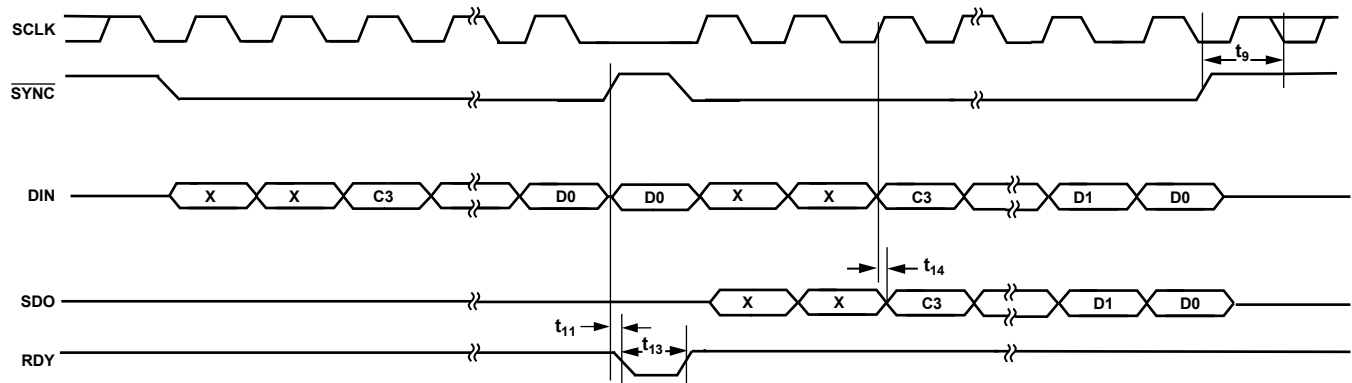 SCLK
t9
SYNC
DIN X X C3 D0 D0 X X C3 D1 D0
t14
SDO X X C3 D1 D0
t11 t13
RDY